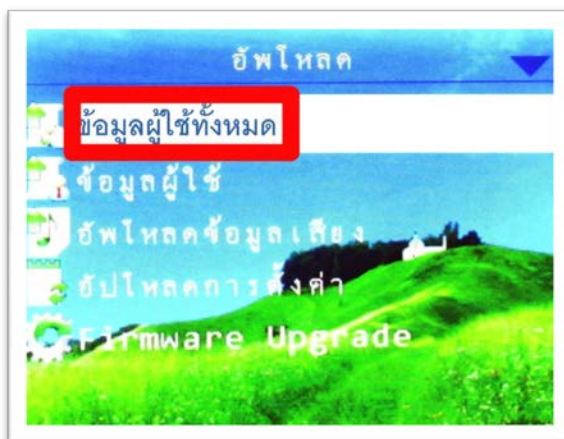 อัพโหลด
ข้อมูลผู้ใช้ทั้งหมด
ข้อมูลผู้ใช้
อัพโหลดข้อมูลเสียง
อัปโหลดการตั้งค่า
Firmware Upgrade